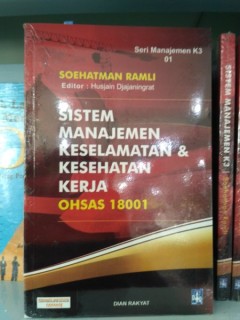 Seri Manajemen K3
01
SOEHATMAN RAMLI
Editor : Husjain Djajaningrat
SISTEM
MANAJEMEN
KESELAMATAN &
KESEHATAN
KERJA
OHSAS 18001
DIAN RAKYAT
SISTEM MANAJEMEN K3